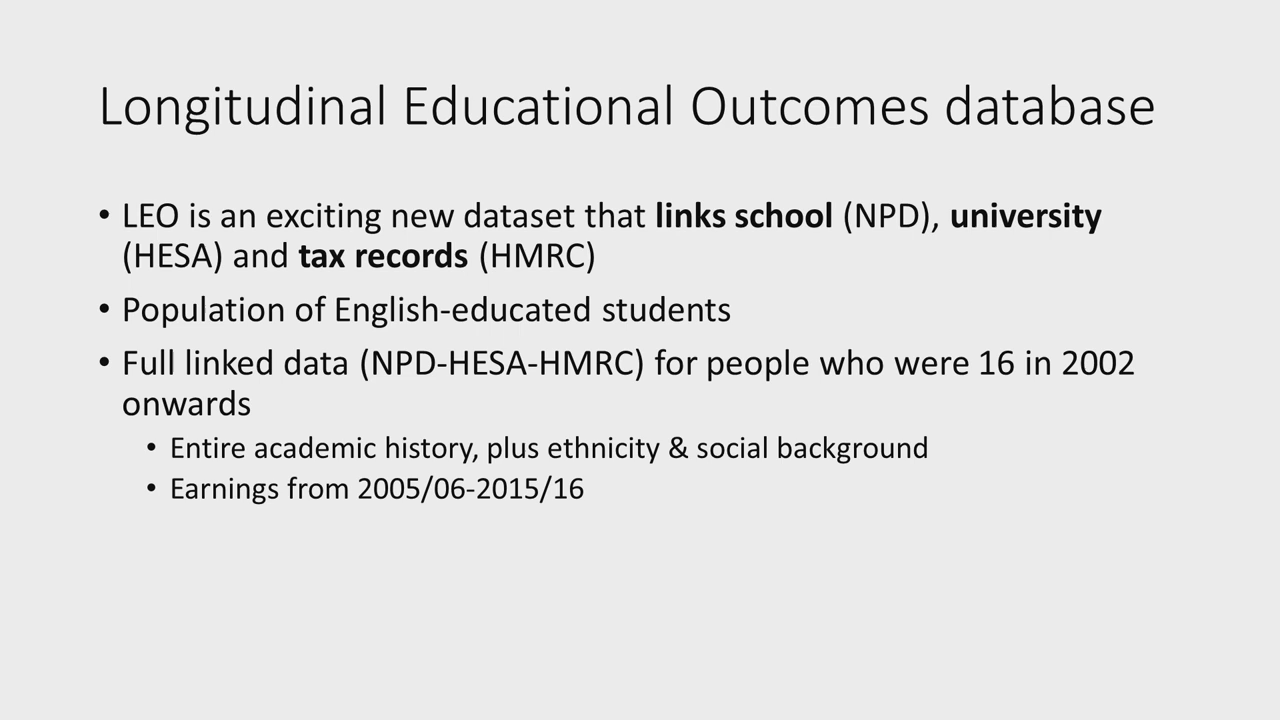 Longitudinal Educational Outcomes database
• LEO is an exciting new dataset that links school (NPD), university
(HESA) and tax records (HMRC)
• Population of English-educated students
• Full linked data (NPD-HESA-HMRC) for people who were 16 in 2002
onwards
• Entire academic history, plus ethnicity & social background
• Earnings from 2005/06-2015/16